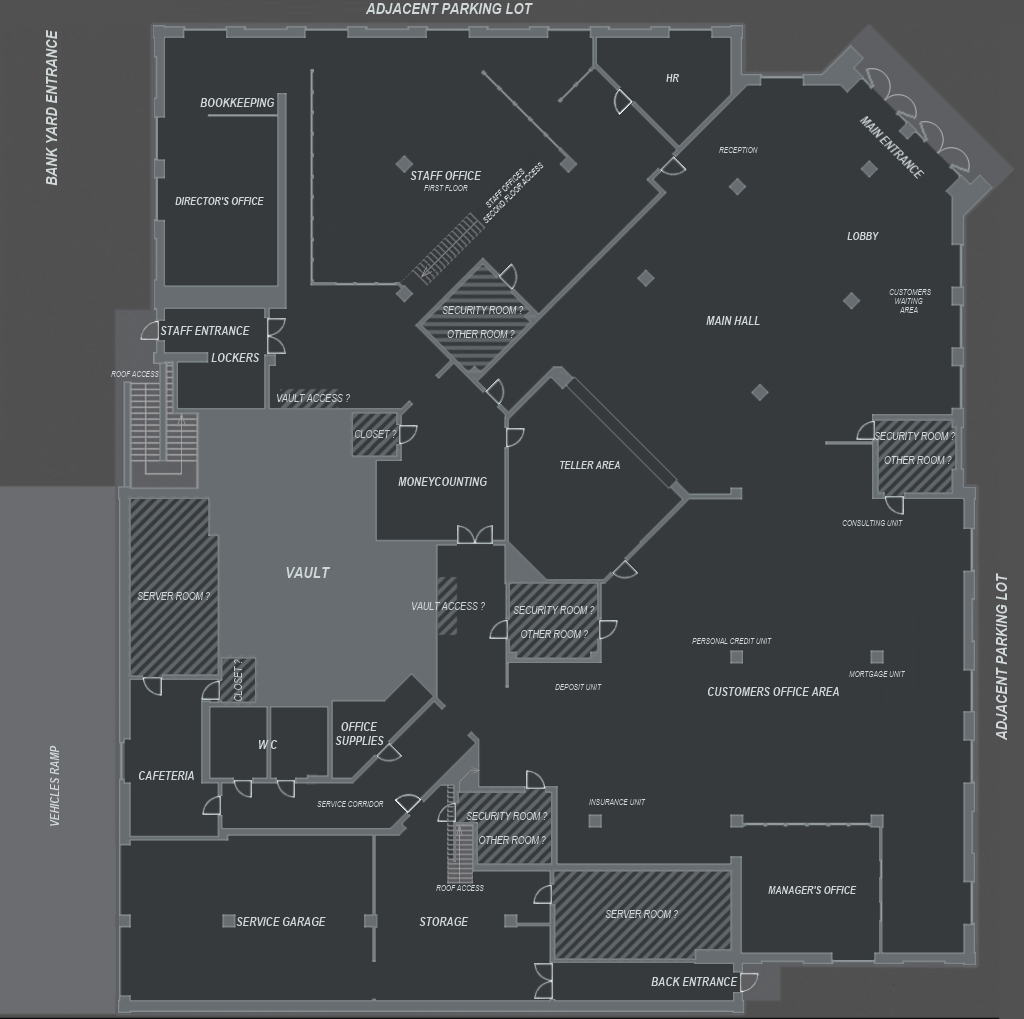 ADJACENT PARKING LOT
BANK YARD ENTRANCE
HR
BOOKKEEPING
MAIN ENTRANCE
RECEPTION
STAFF OFFICE
FIRST FLOOR
STAFF OFFICES
SECOND FLOOR ACCESS
DIRECTOR'S OFFICE
LOBBY
CUSTOMERS
WAITING
AREA
SECURITY ROOM ?
OTHER ROOM ?
MAIN HALL
STAFF ENTRANCE
LOCKERS
ROOF ACCESS
VAULT ACCESS ?
CLOSET ?
SECURITY ROOM ?
OTHER ROOM ?
TELLER AREA
MONEYCOUNTING
CONSULTING UNIT
VAULT
SERVER ROOM ?
VAULT ACCESS ?
SECURITY ROOM ?
OTHER ROOM ?
ADJACENT PARKING LOT
PERSONAL CREDIT UNIT
MORTGAGE UNIT
CLOSET ?
DEPOSIT UNIT
CUSTOMERS OFFICE AREA
OFFICE
SUPPLIES
W C
CAFETERIA
VEHICLES RAMP
SERVICE CORRIDOR
INSURANCE UNIT
SECURITY ROOM ?
OTHER ROOM ?
ROOF ACCESS
MANAGER'S OFFICE
SERVER ROOM ?
SERVICE GARAGE
STORAGE
BACK ENTRANCE